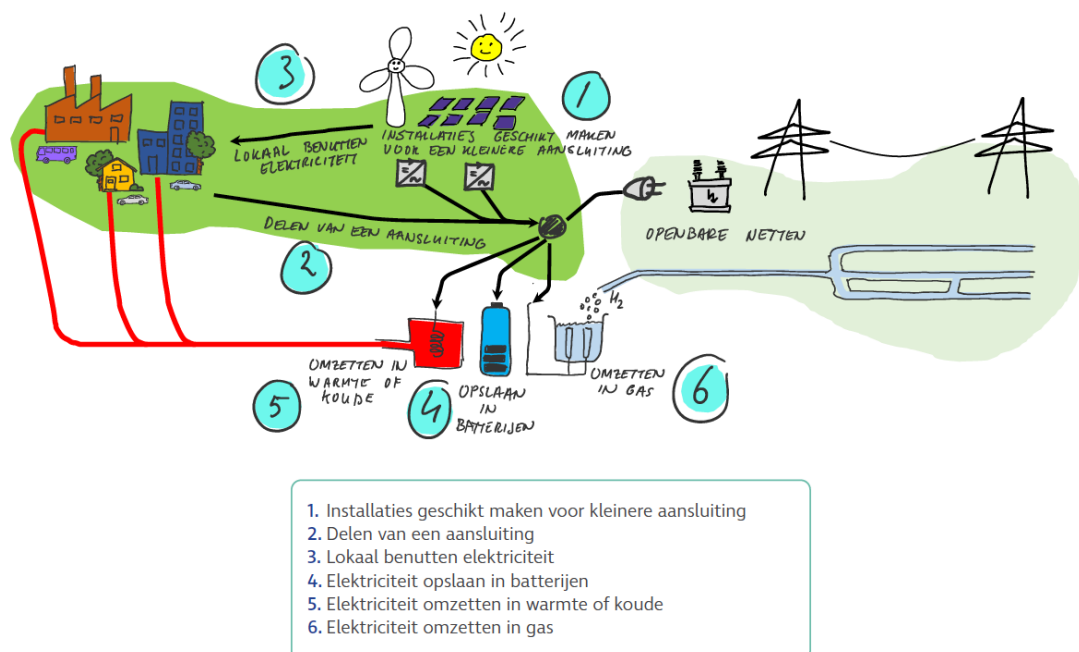 3
1
INSTALLATIES GESCHIKT MAKEN
VOOR EEN KLEINERE AANSLUITING
LOKAAL BENUTTEN
ELEKTRICITEIT
DELEN VAN EEN AANSLUITING
OPENBARE NETTEN
2
H2
OMZETTEN IN
WARMTE OF
KOUDE
OPSLAAN
IN
BATTERIJEN
OMZETTEN
IN GAS
5
4
6
1. Installaties geschikt maken voor kleinere aansluiting
2. Delen van een aansluiting
3. Lokaal benutten elektriciteit
4. Elektriciteit opslaan in batterijen
5. Elektriciteit omzetten in warmte of koude
6. Elektriciteit omzetten in gas